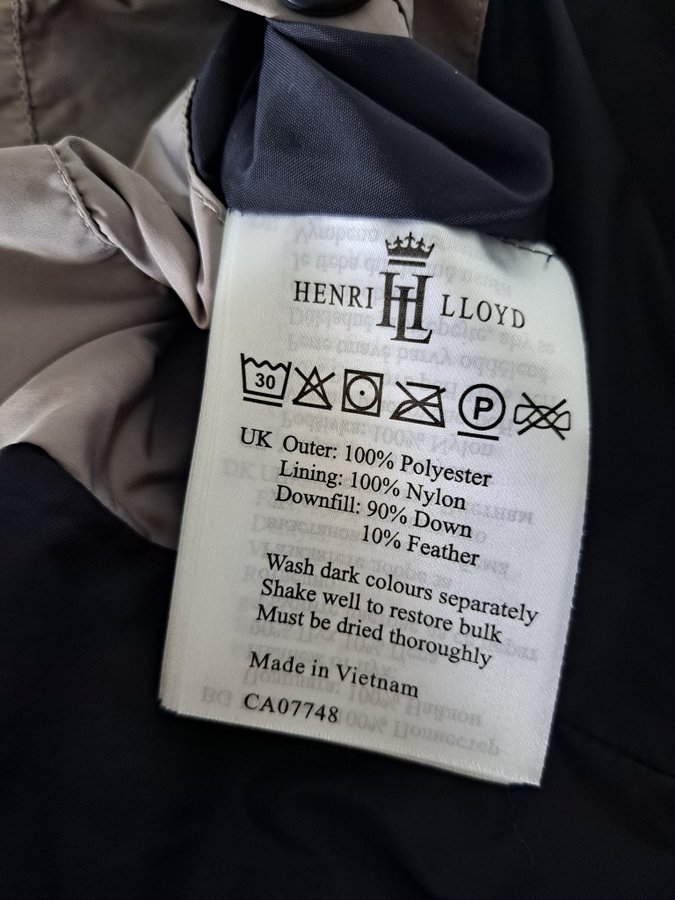 HENRI HL LLOYD
30 P
UK Outer: 100% Polyester
Lining: 100% Nylon
Downfill: 90% Down
10% Feather
Wash dark colours separately
Shake well to restore bulk
Must be dried thoroughly
Made in Vietnam
CA07748